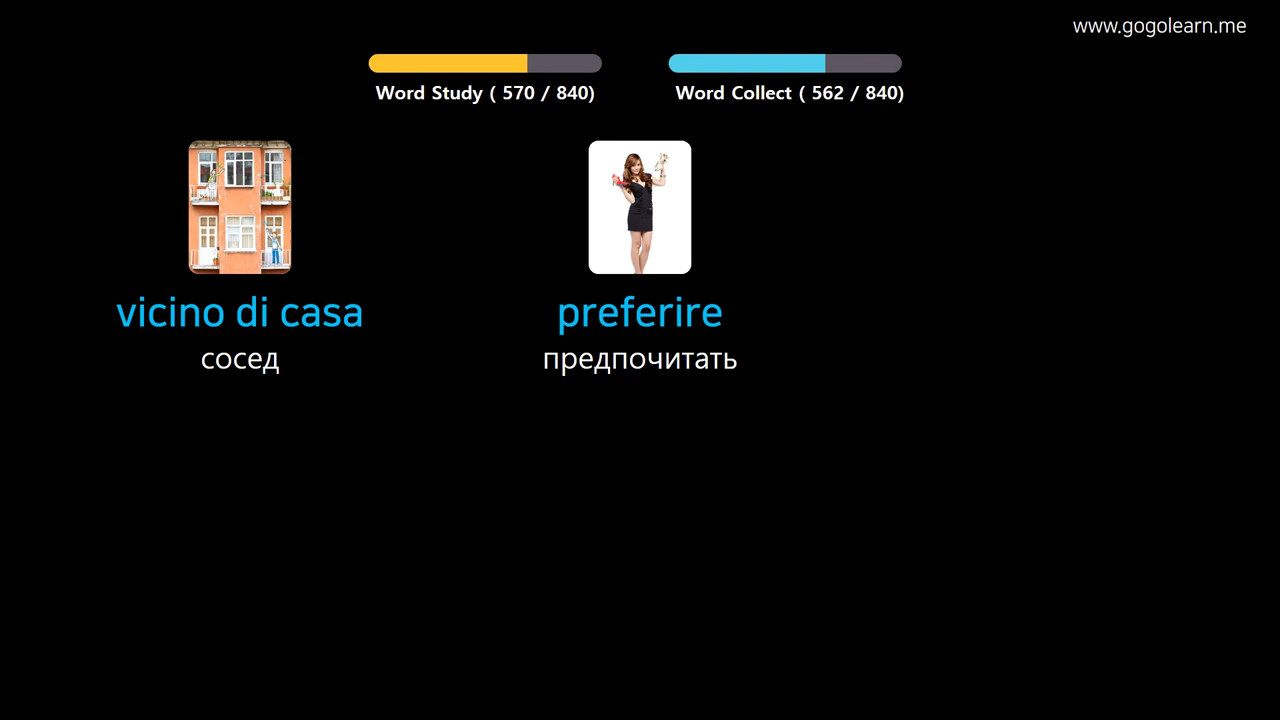 www.gogolearn.me
Word Study ( 570 / 840)
Word Collect ( 562 / 840)
vicino di casa
preferire
сосед
предпочитать